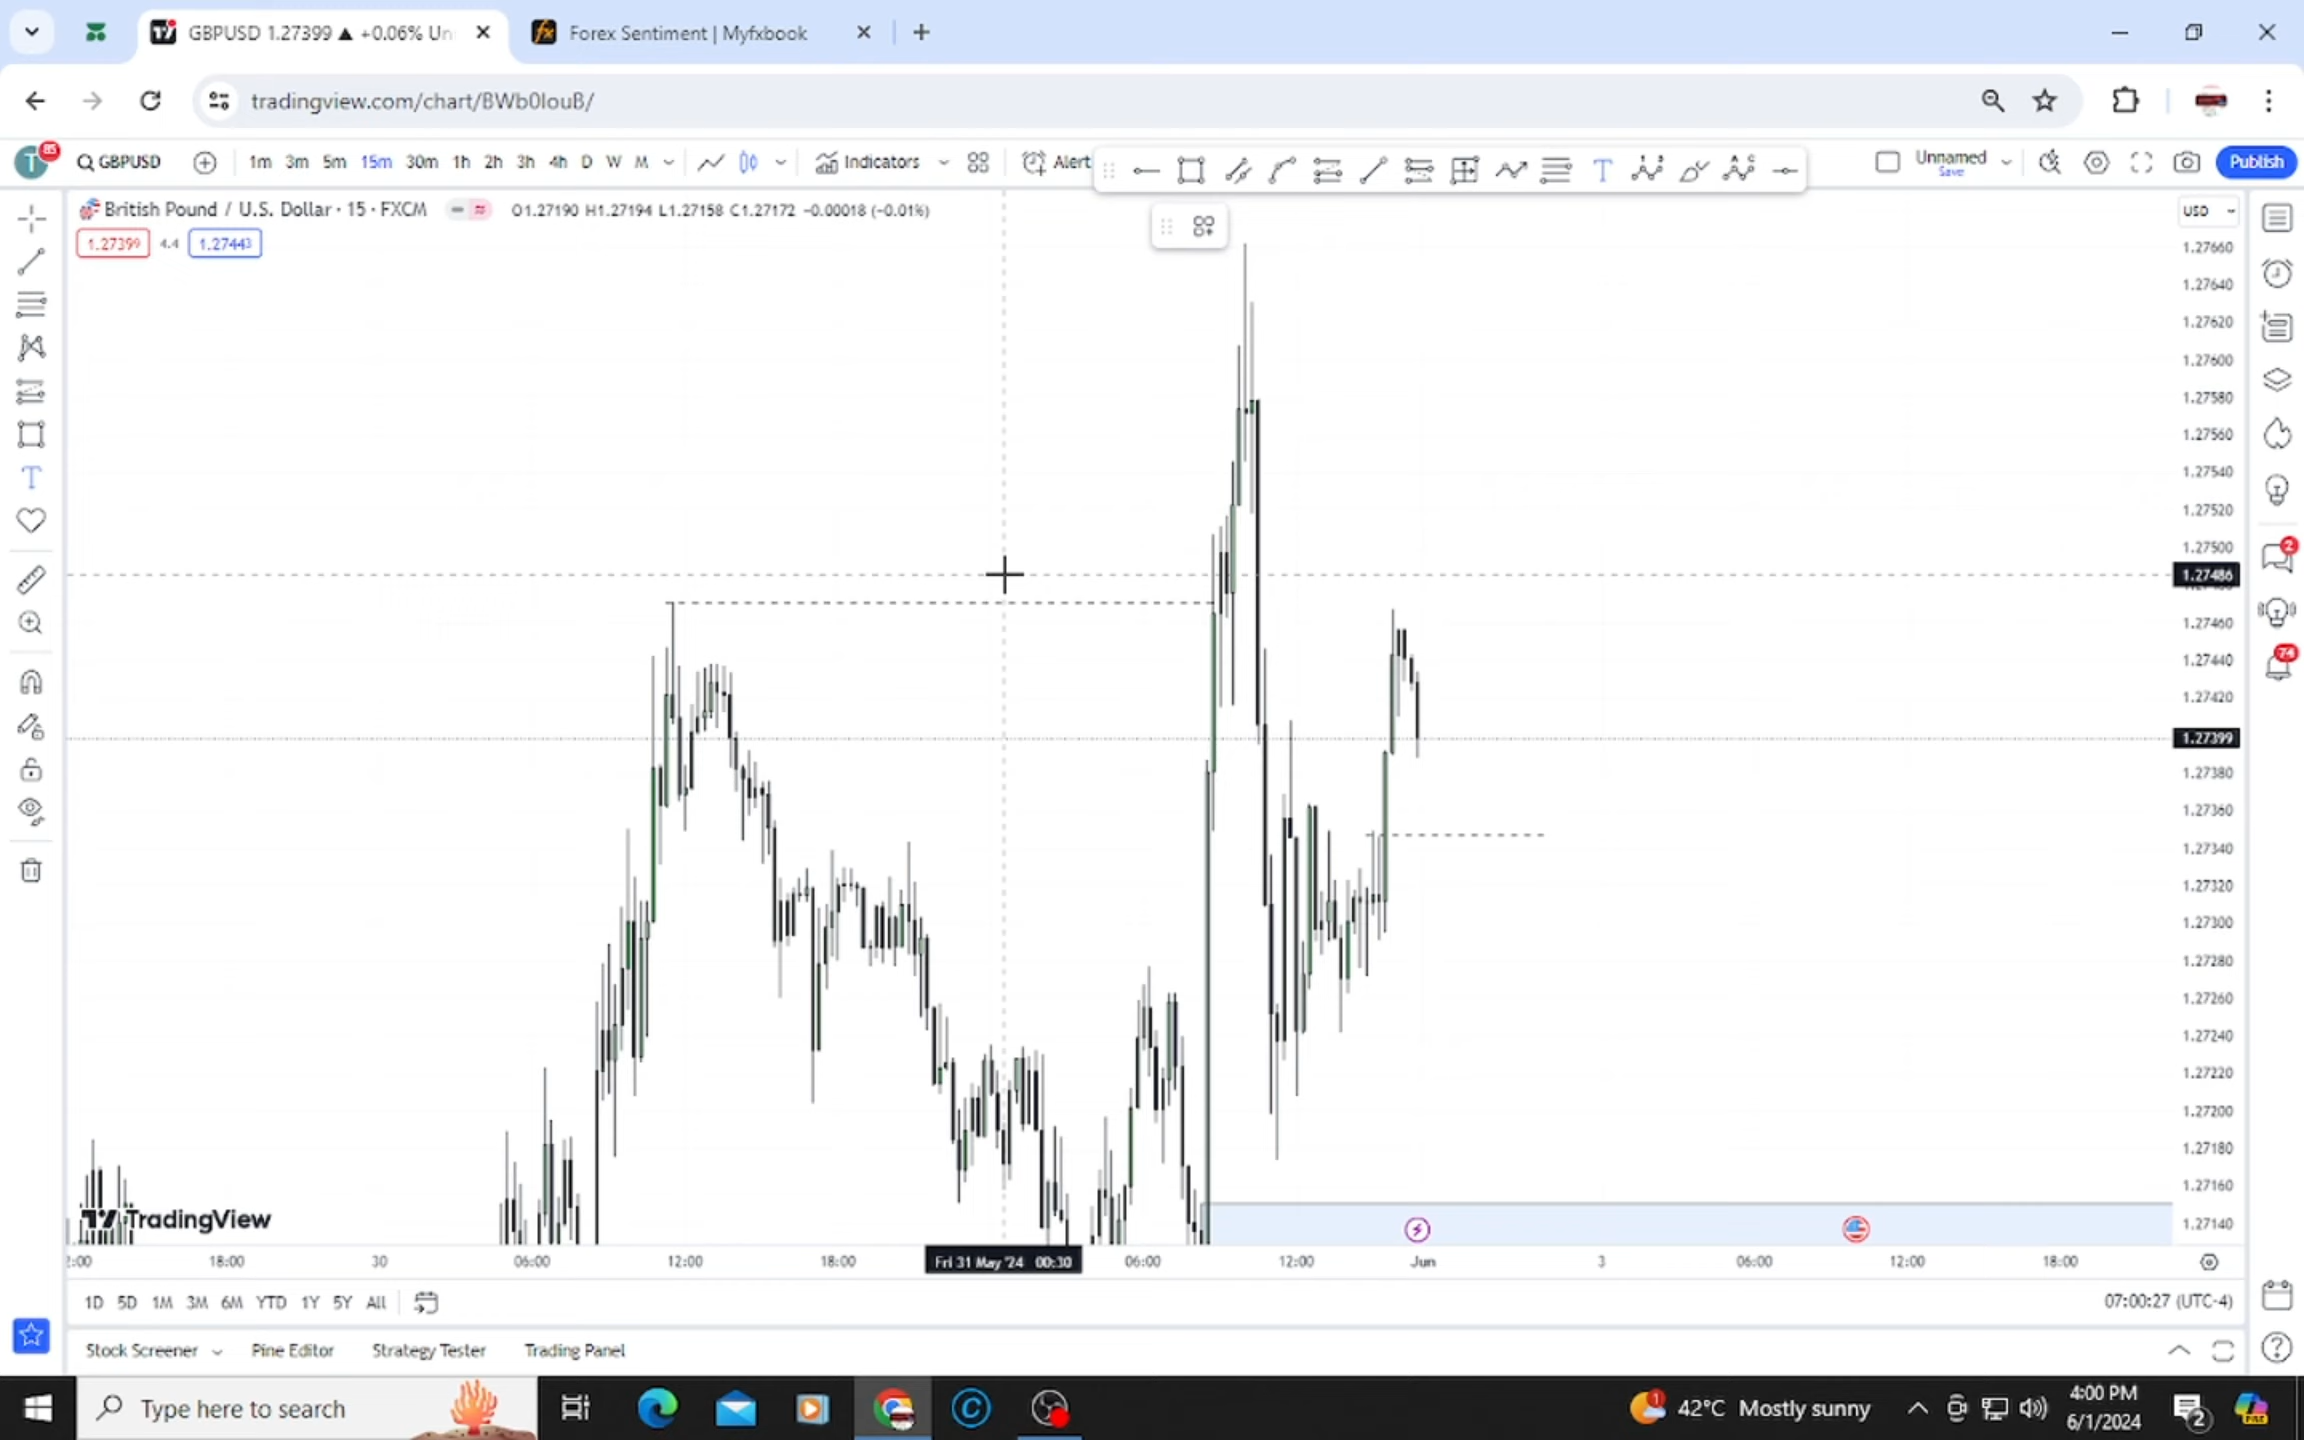 GBPUSD 1.27399 ▲ +0.06% Un
Forex Sentiment | Myfxbook
tradingview.com/chart/BWb0IouB/
T 85
GBPUSD
1m 3m 5m 15m 30m 1h 2h 3h 4h D W M
Indicators
Alert
T
Unnamed
Save
Publish
British Pound / U.S. Dollar · 15 · FXCM
O1.27190 H1.27194 L1.27158 C1.27172 −0.00018 (−0.01%)
USD
1.27399 4.4 1.27443
1.27660
1.27640
1.27620
1.27600
1.27580
1.27560
1.27540
1.27520
1.27500
1.27486
1.27460
1.27440
1.27420
1.27399
1.27380
1.27360
1.27340
1.27320
1.27300
1.27280
1.27260
1.27240
1.27220
1.27200
1.27180
1.27160
1.27140
2
74
TradingView
2:00 18:00 30 06:00 12:00 18:00 Fri 31 May '24 00:30 06:00 12:00 Jun 3 06:00 12:00 18:00
1D 5D 1M 3M 6M YTD 1Y 5Y All
07:00:27 (UTC-4)
Stock Screener Pine Editor Strategy Tester Trading Panel
Type here to search
1
42°C Mostly sunny
4:00 PM
6/1/2024
2